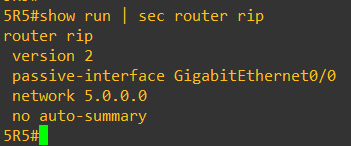 5R5#show run | sec router rip
router rip
 version 2
 passive-interface GigabitEthernet0/0
 network 5.0.0.0
 no auto-summary
5R5#